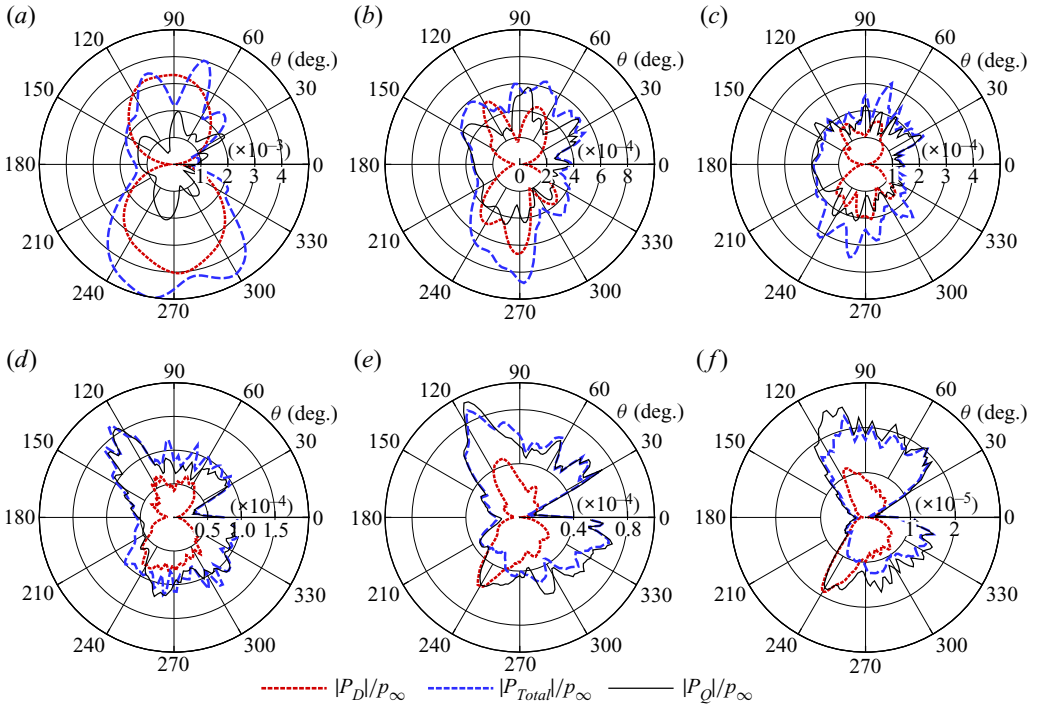 (a) (b) (c)
90 90 90
120 60 120 60 120 60
θ (deg.) θ (deg.) θ (deg.)
150 30 150 30 150 30
(×10–3) (×10–4) (×10–4)
180 1 2 3 4 0 180 0 2 4 6 8 0 180 1 2 3 4 0
210 330 210 330 210 330
240 300 240 300 240 300
270 270 270
(d) (e) (f)
90 90 90
120 60 120 60 120 60
θ (deg.) θ (deg.) θ (deg.)
150 30 150 30 150 30
(×10–4) (×10–4) (×10–5)
180 0.5 1.0 1.5 0 180 0.4 0.8 0 180 1 2 0
210 330 210 330 210 330
240 300 240 300 240 300
270 270 270
|P_D|/p_∞ |P_Total|/p_∞ |P_Q|/p_∞